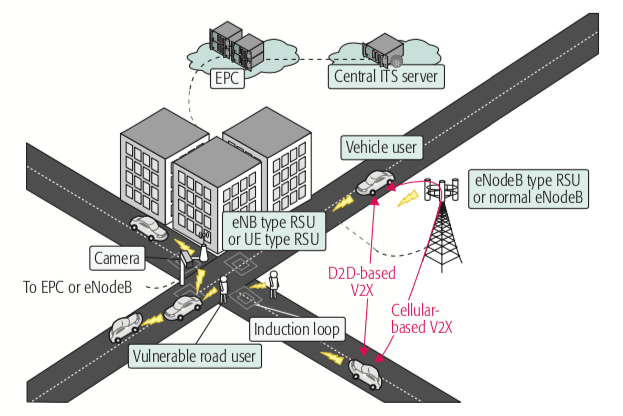 EPC
Central ITS server
Vehicle user
eNodeB type RSU
or normal eNodeB
eNB type RSU
or UE type RSU
Camera
To EPC or eNodeB
D2D-based
V2X
Cellular-
based V2X
Induction loop
Vulnerable road user